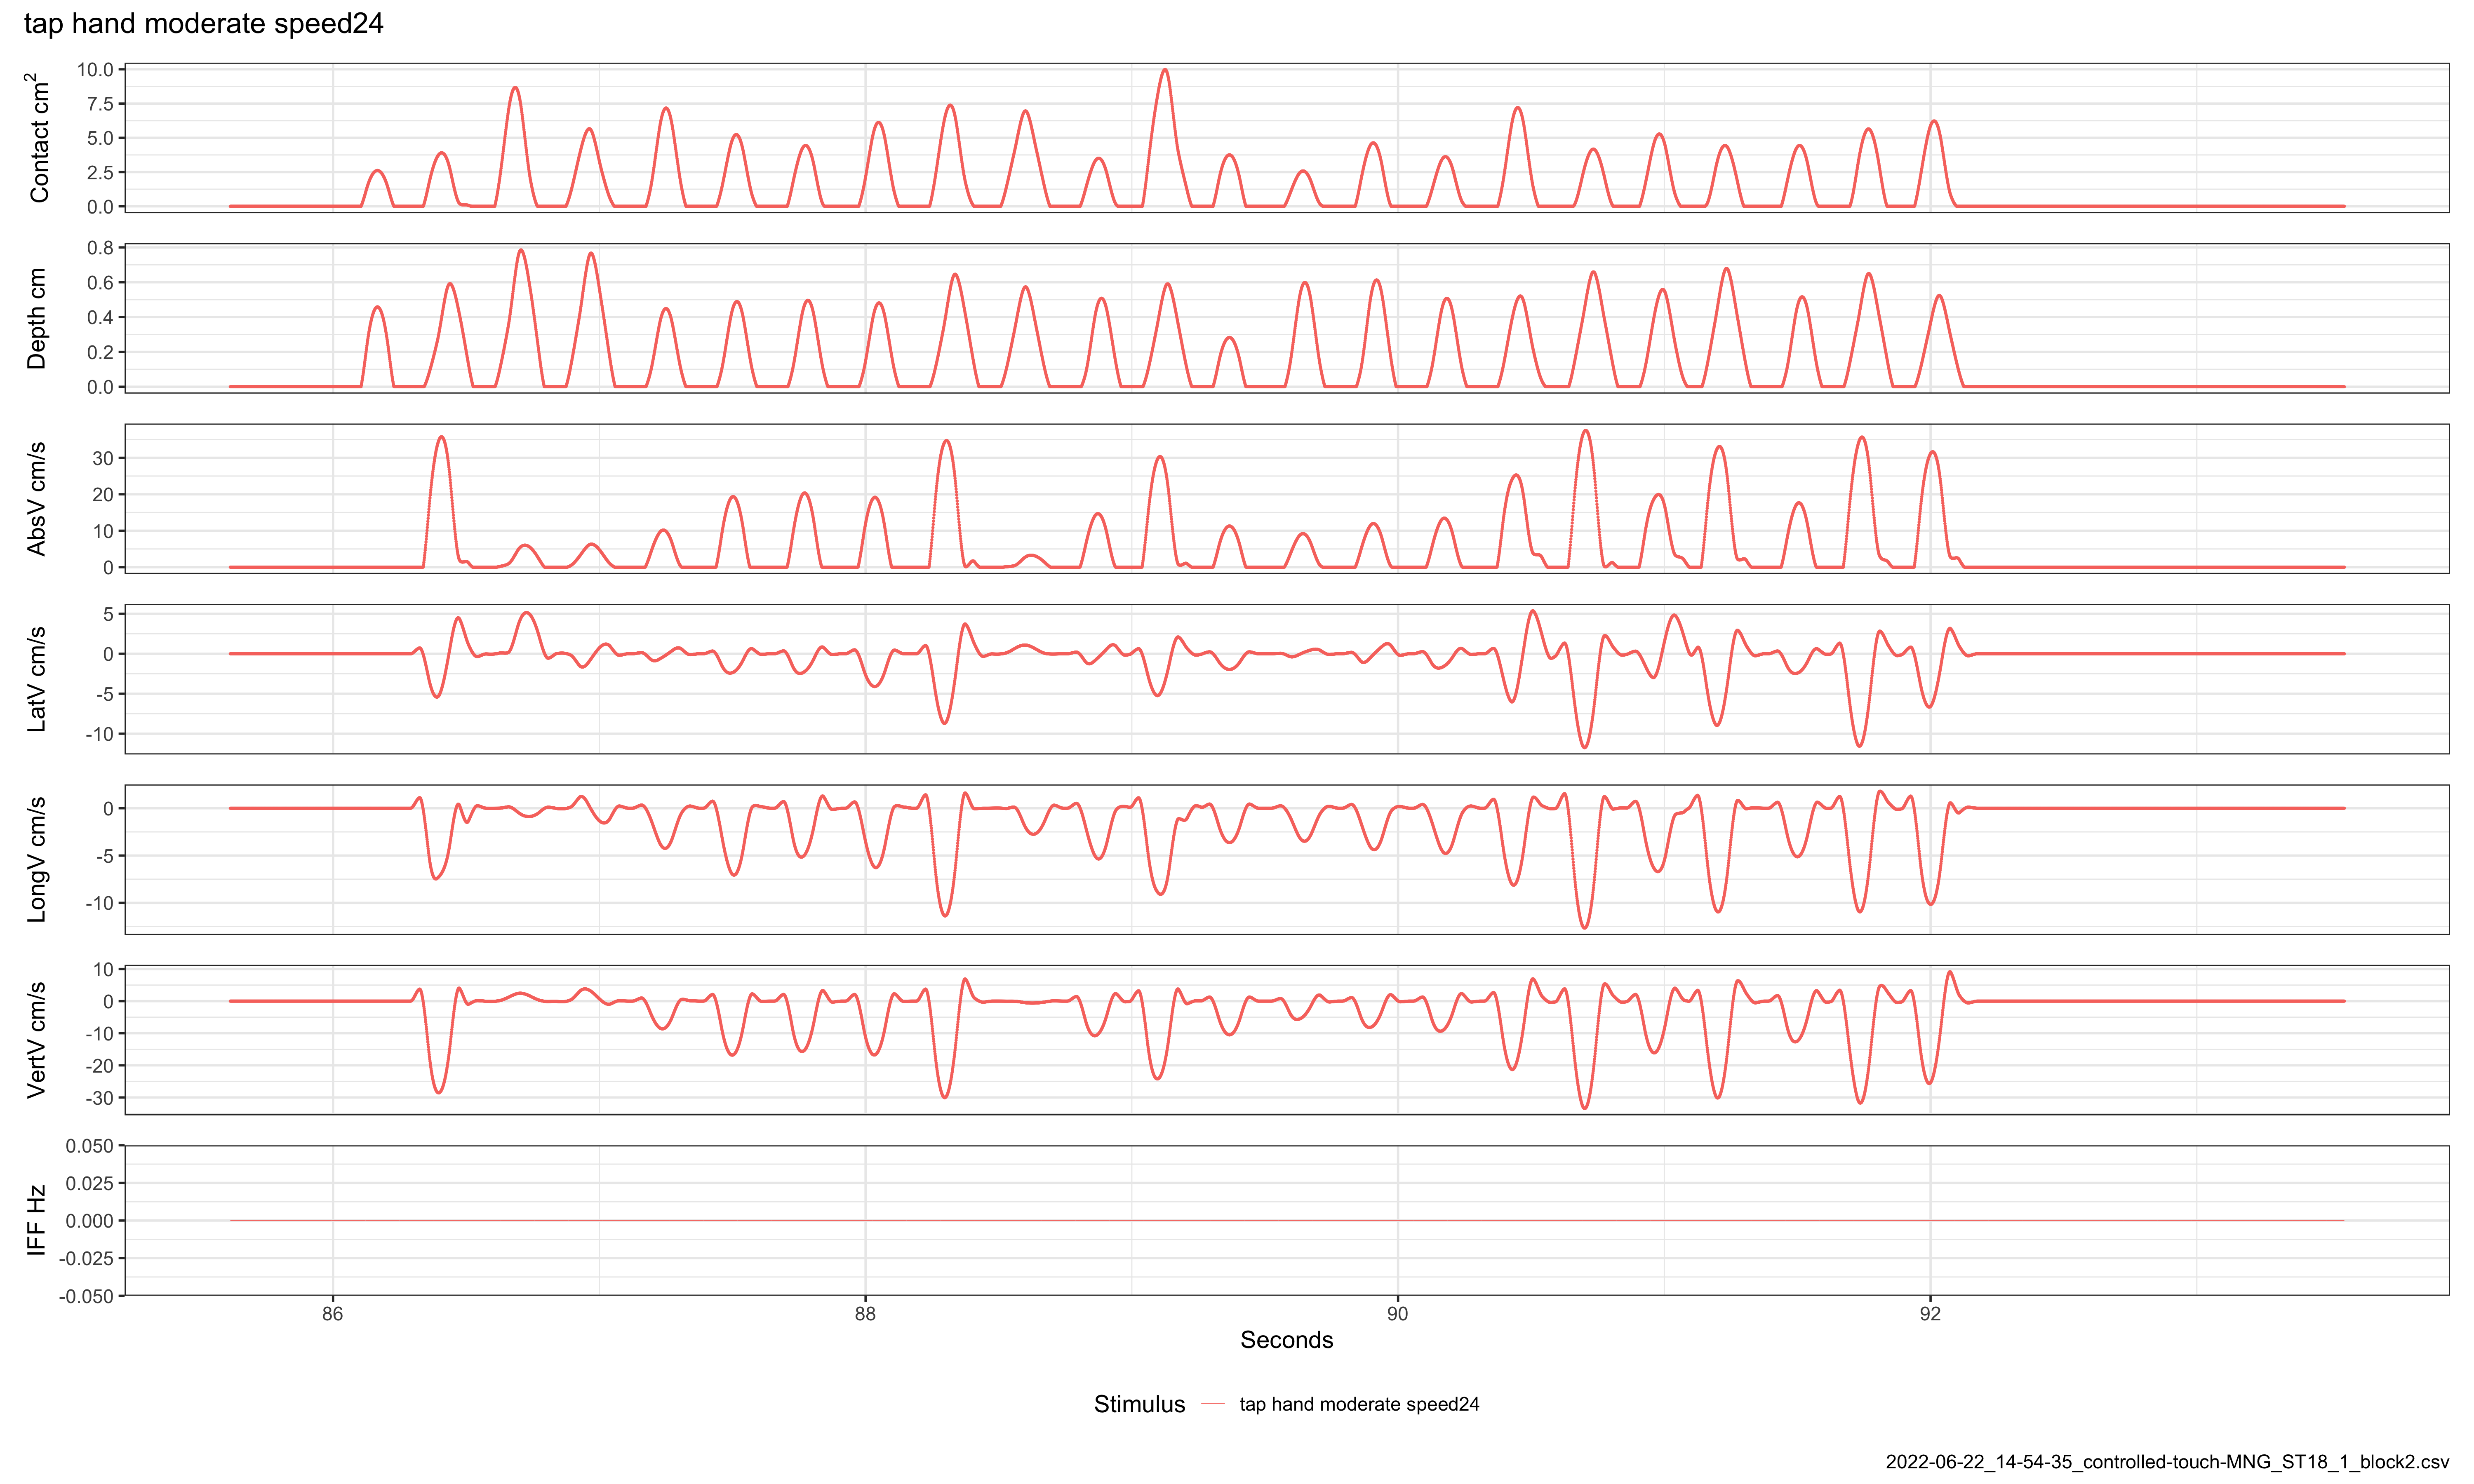 tap hand moderate speed24
Contact cm²
10.0
7.5
5.0
2.5
0.0
Depth cm
0.8
0.6
0.4
0.2
0.0
AbsV cm/s
30
20
10
0
LatV cm/s
5
0
-5
-10
LongV cm/s
0
-5
-10
VertV cm/s
10
0
-10
-20
-30
IFF Hz
0.050
0.025
0.000
-0.025
-0.050
86 88 90 92
Seconds
Stimulus tap hand moderate speed24
2022-06-22_14-54-35_controlled-touch-MNG_ST18_1_block2.csv